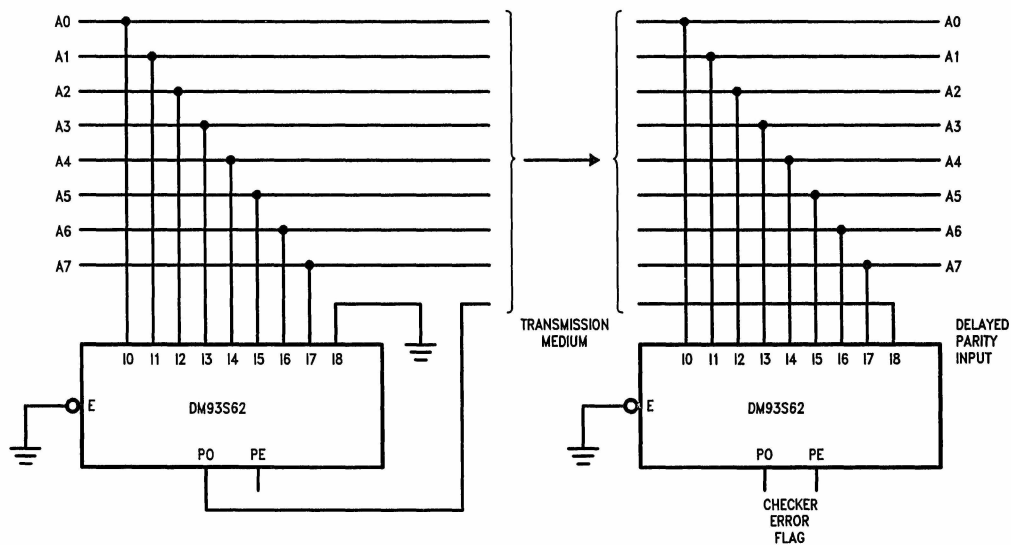 A0
A1
A2
A3
A4
A5
A6
A7
I0 I1 I2 I3 I4 I5 I6 I7 I8
E
DM93S62
PO PE
TRANSMISSION
MEDIUM
A0
A1
A2
A3
A4
A5
A6
A7
DELAYED
PARITY
INPUT
I0 I1 I2 I3 I4 I5 I6 I7 I8
E
DM93S62
PO PE
CHECKER
ERROR
FLAG